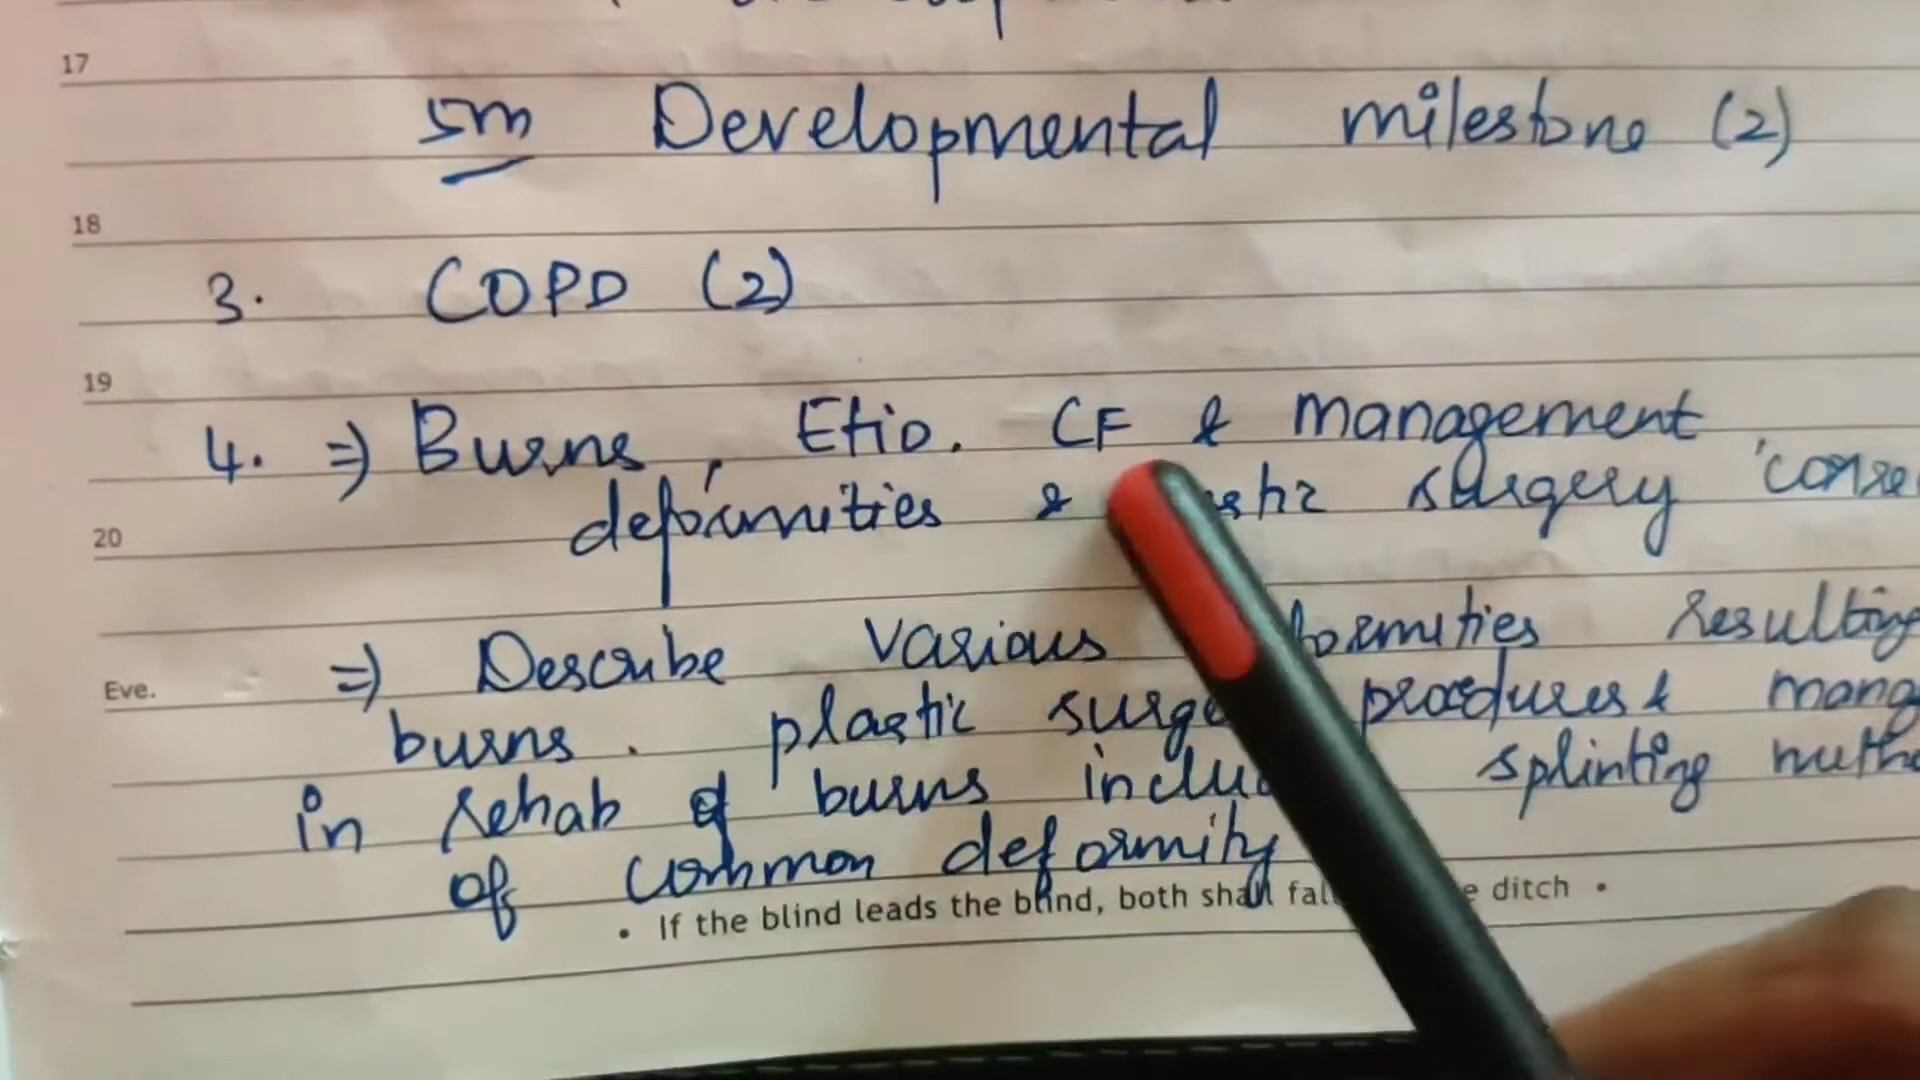 17
5m Developmental milestone (2)
18
3. COPD (2)
19
4. => Burns, Etio. CF & management
deformities & surgery
20
=> Describe various resulting
Eve.
burns. plastic procedures &
in rehab of burns splinting
of common deformity
• If the blind leads the blind, both shall ditch •